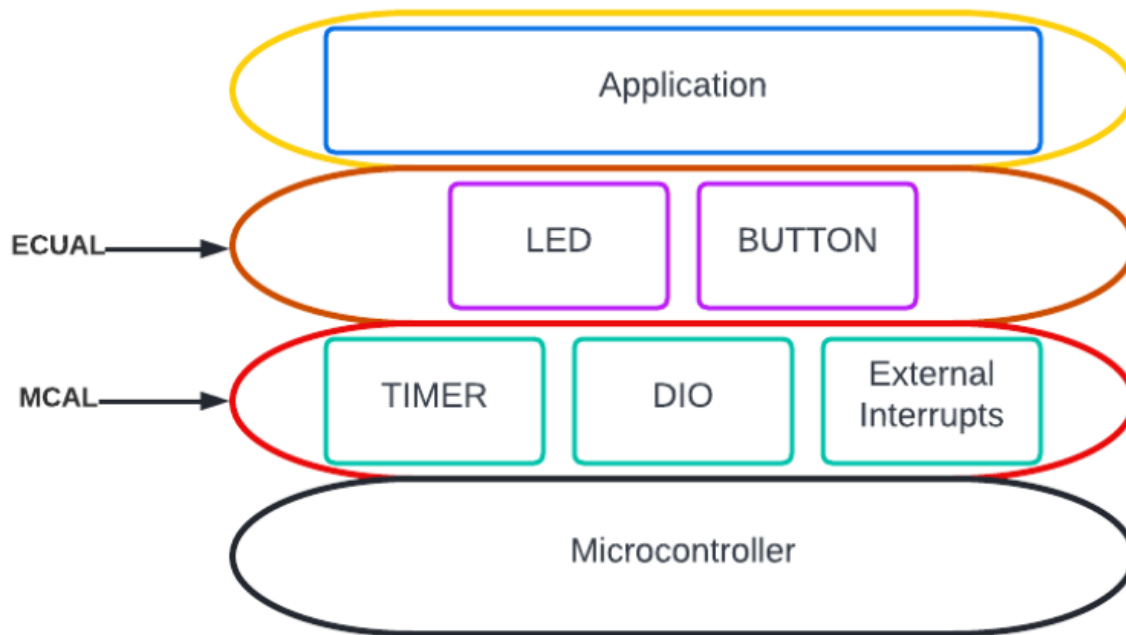 Application
ECUAL
LED
BUTTON
MCAL
TIMER
DIO
External
Interrupts
Microcontroller